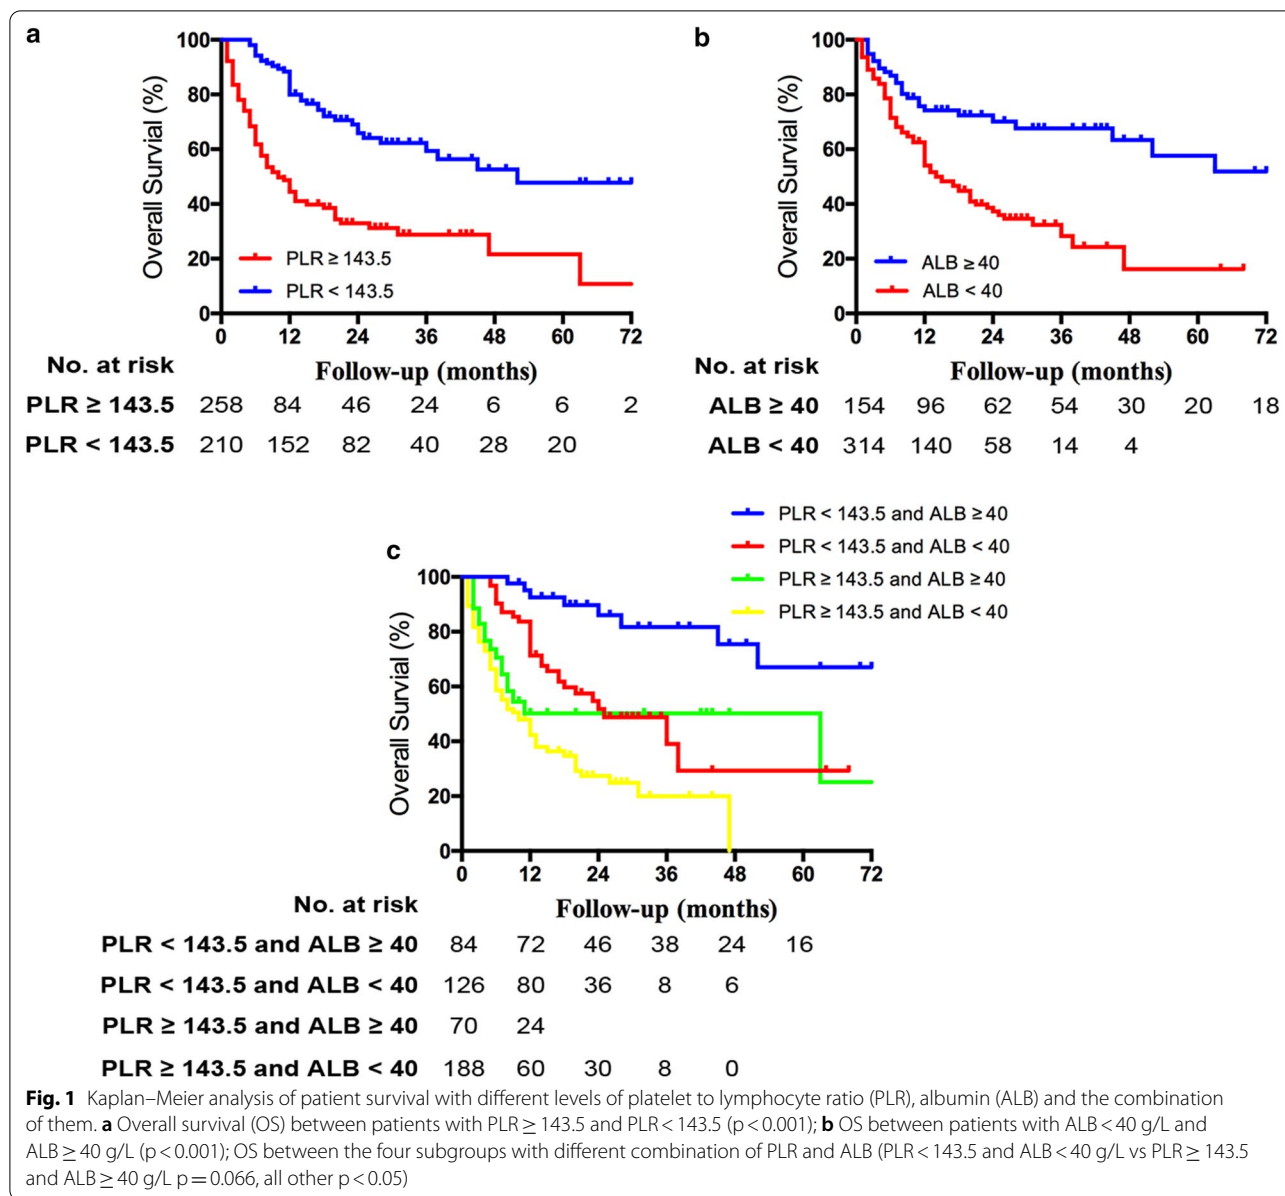 a
100
80
60
40
20
0
Overall Survival (%)
PLR ≥ 143.5
PLR < 143.5
0 12 24 36 48 60 72
Follow-up (months)
No. at risk
PLR ≥ 143.5 258 84 46 24 6 6 2
PLR < 143.5 210 152 82 40 28 20
b
100
80
60
40
20
0
Overall Survival (%)
ALB ≥ 40
ALB < 40
0 12 24 36 48 60 72
Follow-up (months)
No. at risk
ALB ≥ 40 154 96 62 54 30 20 18
ALB < 40 314 140 58 14 4
c
PLR < 143.5 and ALB ≥ 40
PLR < 143.5 and ALB < 40
PLR ≥ 143.5 and ALB ≥ 40
PLR ≥ 143.5 and ALB < 40
100
80
60
40
20
0
Overall Survival (%)
0 12 24 36 48 60 72
Follow-up (months)
No. at risk
PLR < 143.5 and ALB ≥ 40 84 72 46 38 24 16
PLR < 143.5 and ALB < 40 126 80 36 8 6
PLR ≥ 143.5 and ALB ≥ 40 70 24
PLR ≥ 143.5 and ALB < 40 188 60 30 8 0
Fig. 1 Kaplan–Meier analysis of patient survival with different levels of platelet to lymphocyte ratio (PLR), albumin (ALB) and the combination
of them. a Overall survival (OS) between patients with PLR ≥ 143.5 and PLR < 143.5 (p < 0.001); b OS between patients with ALB < 40 g/L and
ALB ≥ 40 g/L (p < 0.001); OS between the four subgroups with different combination of PLR and ALB (PLR < 143.5 and ALB < 40 g/L vs PLR ≥ 143.5
and ALB ≥ 40 g/L p = 0.066, all other p < 0.05)